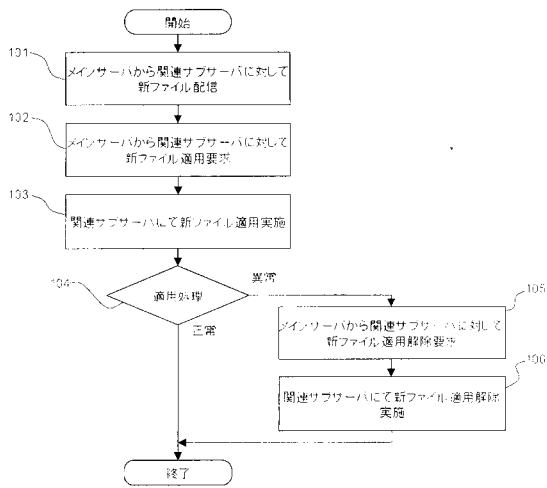 開始
101
メインサーバから関連サブサーバに対して
新ファイル配信
102
メインサーバから関連サブサーバに対して
新ファイル適用要求
103
関連サブサーバにて新ファイル適用実施
104
適用処理
異常
正常
105
メインサーバから関連サブサーバに対して
新ファイル適用解除要求
106
関連サブサーバにて新ファイル適用解除
実施
終了